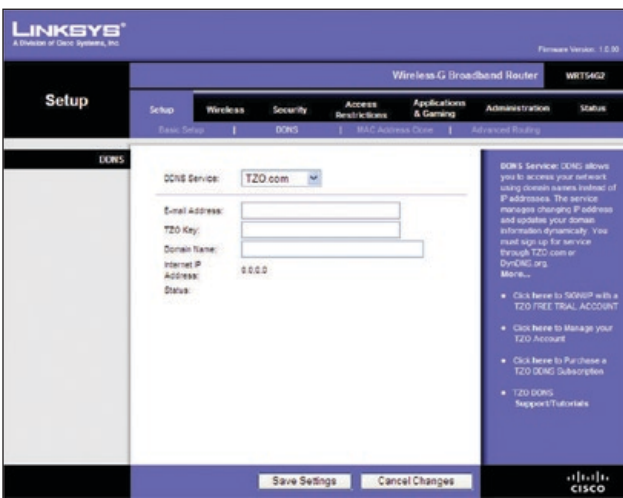 LINKSYS®
A Division of Cisco Systems, Inc.
Firmware Version: 1.0.00
Wireless-G Broadband Router
WRT54G2
Setup
Setup
Wireless
Security
Access Restrictions
Applications & Gaming
Administration
Status
Basic Setup | DDNS | MAC Address Clone | Advanced Routing
DDNS
DDNS Service: TZO.com
E-mail Address:
TZO Key:
Domain Name:
Internet IP
Address: 0.0.0.0
Status:
DDNS Service: DDNS allows
you to access your network
using domain names instead of
IP addresses. The service
manages changing IP address
and updates your domain
information dynamically. You
must sign up for service
through TZO.com or
DynDNS.org.
More...
Click here to SIGNUP with a
TZO FREE TRIAL ACCOUNT
Click here to Manage your
TZO Account
Click here to Purchase a
TZO DDNS Subscription
TZO DDNS
Support/Tutorials
Save Settings
Cancel Changes
CISCO